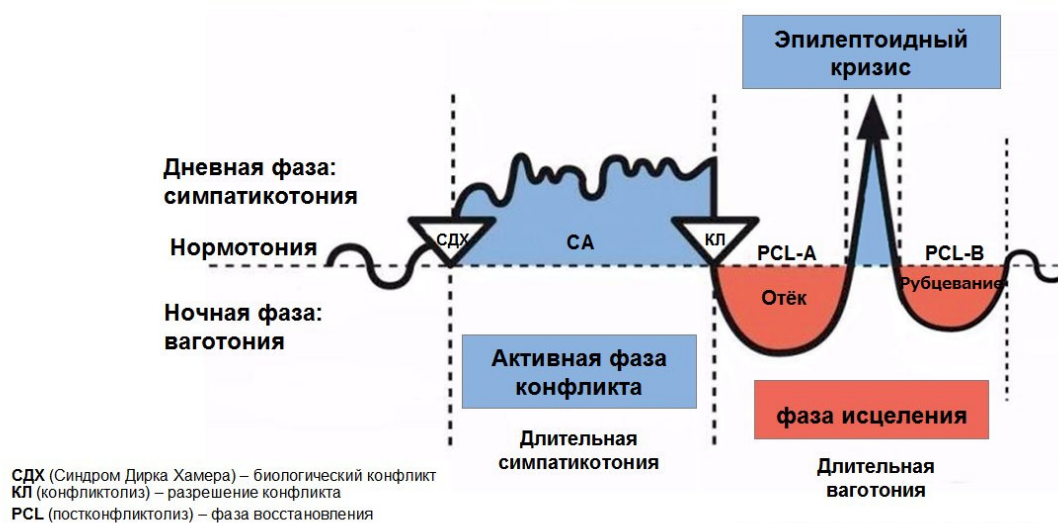 Эпилептоидный
кризис
Дневная фаза:
симпатикотония
Нормотония
СДХ
СА
КЛ
PCL-A
PCL-B
Отёк
Рубцевание
Ночная фаза:
ваготония
Активная фаза
конфликта
фаза исцеления
Длительная
симпатикотония
Длительная
ваготония
СДХ (Синдром Дирка Хамера) – биологический конфликт
КЛ (конфликтолиз) – разрешение конфликта
PCL (постконфликтолиз) – фаза восстановления